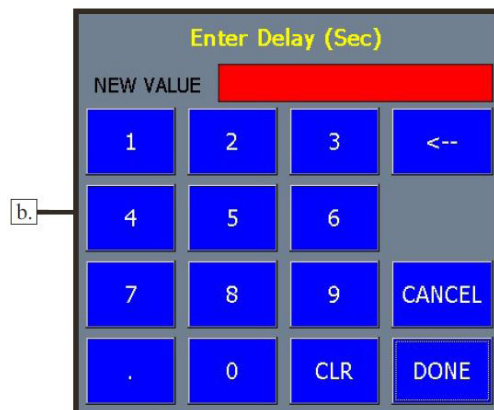 Enter Delay (Sec)
NEW VALUE
1 2 3 <--
b.
4 5 6
7 8 9 CANCEL
. 0 CLR DONE